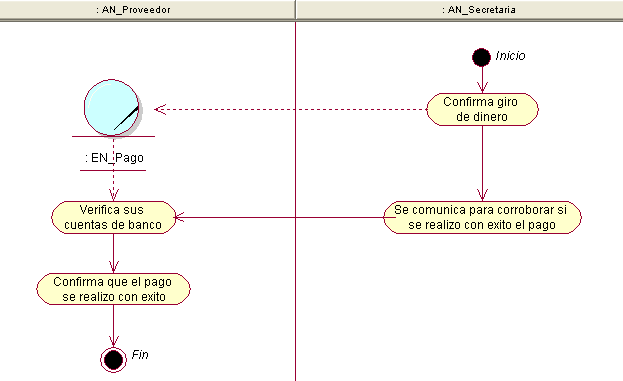 : AN_Proveedor
: AN_Secretaria
Inicio
Confirma giro
de dinero
: EN_Pago
Verifica sus
cuentas de banco
Se comunica para corroborar si
se realizo con exito el pago
Confirma que el pago
se realizo con exito
Fin